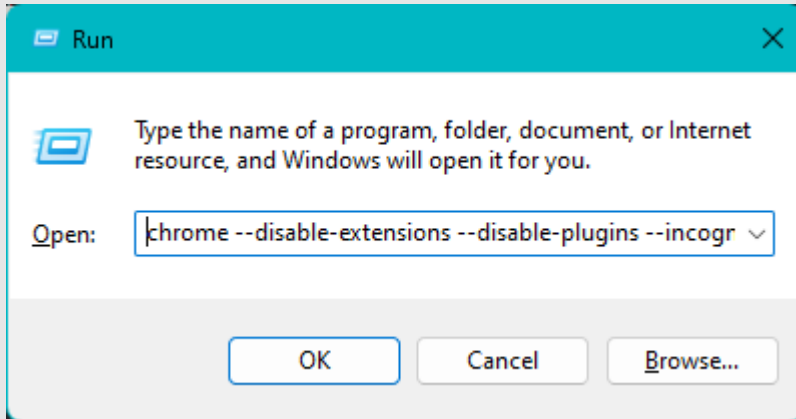 Run
Type the name of a program, folder, document, or Internet
resource, and Windows will open it for you.
Open:
chrome --disable-extensions --disable-plugins --incogr
OK
Cancel
Browse...